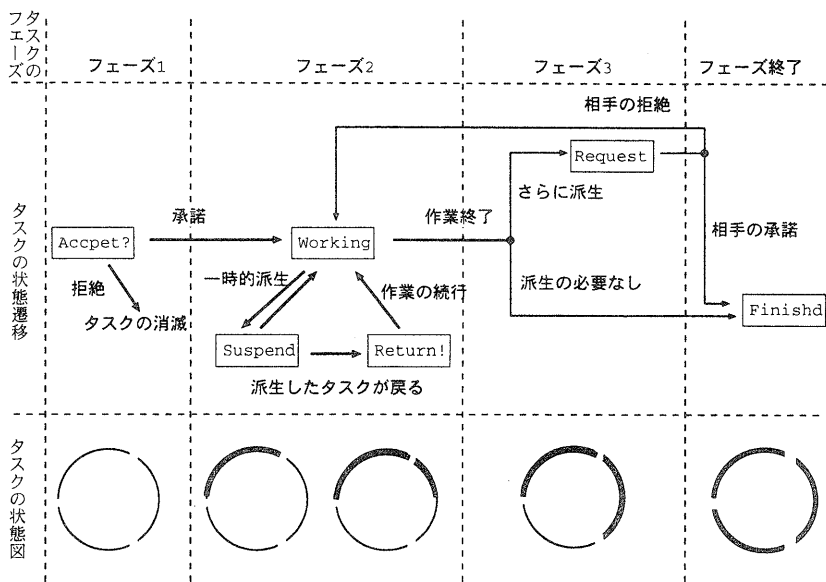 タスクの
フェーズ
フェーズ1
フェーズ2
フェーズ3
フェーズ終了
タスクの状態遷移
相手の拒絶
Request
さらに派生
承諾
作業終了
相手の承諾
Accpet?
Working
拒絶
一時的派生
作業の続行
派生の必要なし
タスクの消滅
Finishd
Suspend
Return!
派生したタスクが戻る
タスクの状態図